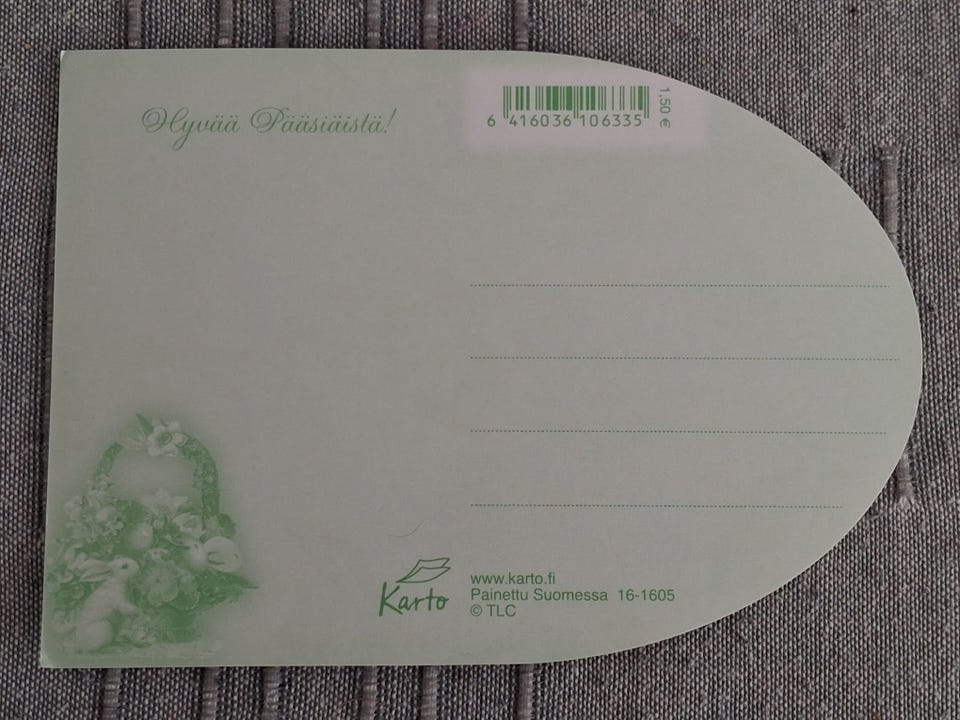 Hyvää Pääsiäistä!
6 416036 106335
1,50 €
Karto
www.karto.fi
Painettu Suomessa 16-1605
© TLC